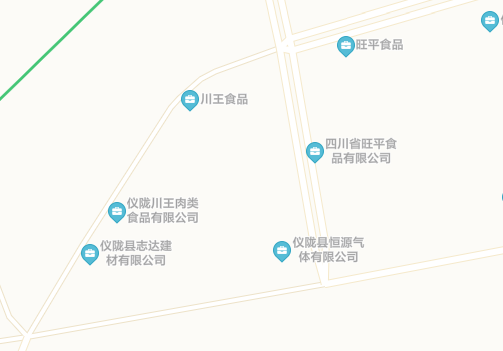 旺平食品
川王食品
四川省旺平食
品有限公司
仪陇川王肉类
食品有限公司
仪陇县志达建
材有限公司
仪陇县恒源气
体有限公司